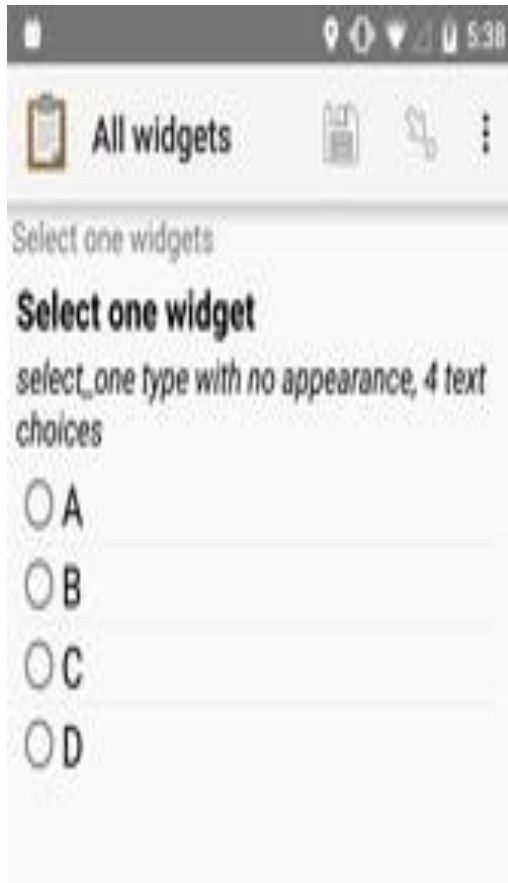 5:38
All widgets
Select one widgets
Select one widget
select_one type with no appearance, 4 text
choices
A
B
C
D